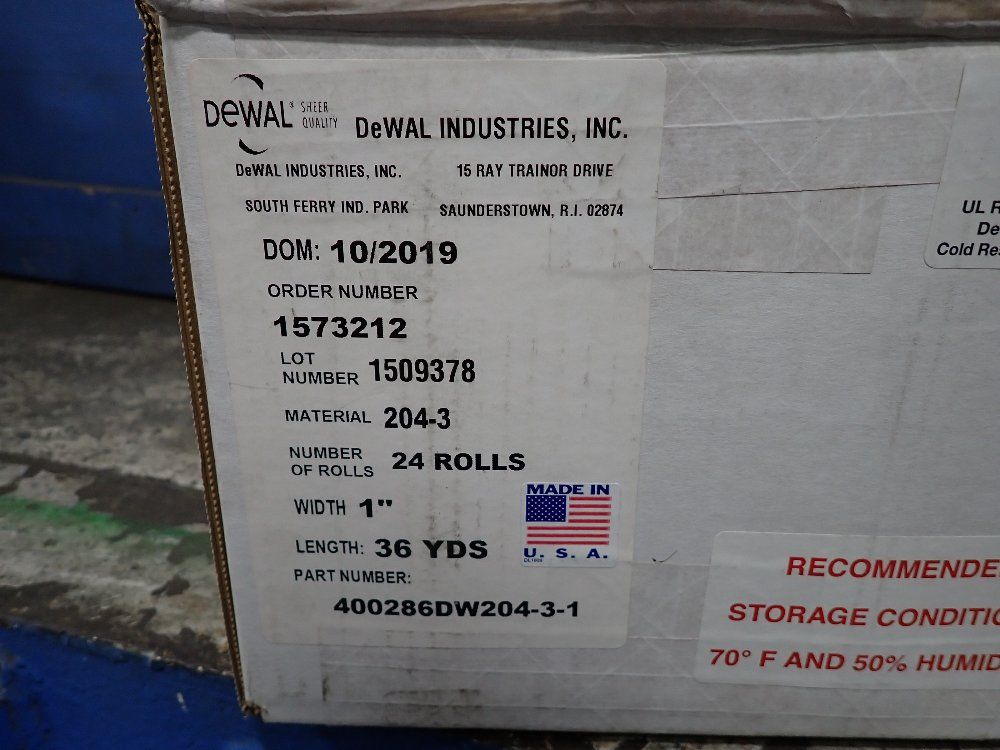 DeWAL® SHEER
QUALITY
DeWAL INDUSTRIES, INC.
DeWAL INDUSTRIES, INC. 15 RAY TRAINOR DRIVE
SOUTH FERRY IND. PARK SAUNDERSTOWN, R.I. 02874
DOM: 10/2019
ORDER NUMBER
1573212
LOT
NUMBER 1509378
MATERIAL 204-3
NUMBER
OF ROLLS 24 ROLLS
WIDTH 1"
LENGTH: 36 YDS
PART NUMBER:
400286DW204-3-1
MADE IN
U. S. A.
UL R
De
Cold Res
RECOMMENDE
STORAGE CONDITIO
70° F AND 50% HUMID